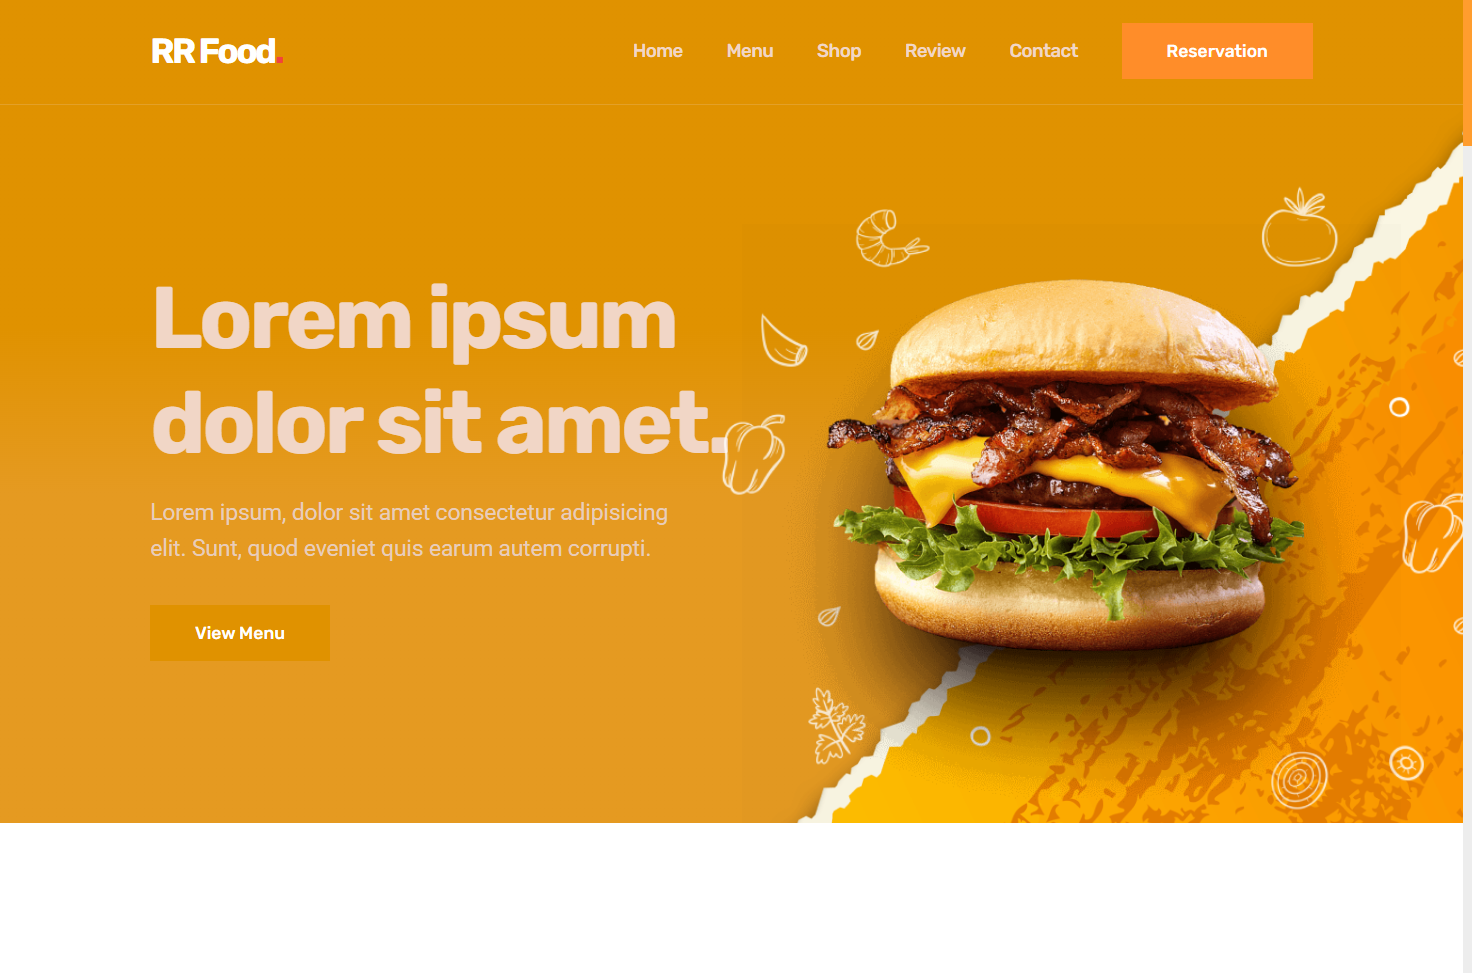 RR Food.
Home Menu Shop Review Contact Reservation
Lorem ipsum
dolor sit amet.
Lorem ipsum, dolor sit amet consectetur adipisicing
elit. Sunt, quod eveniet quis earum autem corrupti.
View Menu